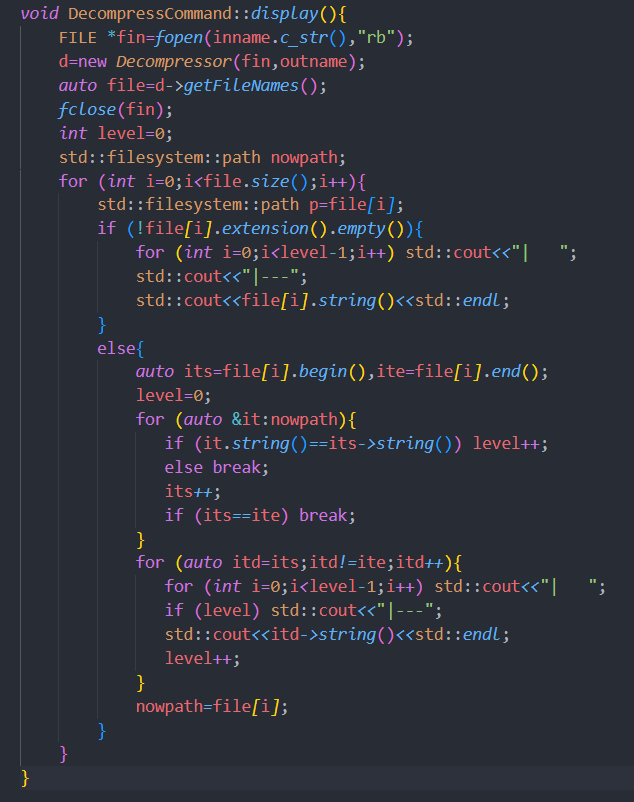 void DecompressCommand::display(){
    FILE *fin=fopen(inname.c_str(),"rb");
    d=new Decompressor(fin,outname);
    auto file=d->getFileNames();
    fclose(fin);
    int level=0;
    std::filesystem::path nowpath;
    for (int i=0;i<file.size();i++){
        std::filesystem::path p=file[i];
        if (!file[i].extension().empty()){
            for (int i=0;i<level-1;i++) std::cout<<"|   ";
            std::cout<<"|---";
            std::cout<<file[i].string()<<std::endl;
        }
        else{
            auto its=file[i].begin(),ite=file[i].end();
            level=0;
            for (auto &it:nowpath){
               if (it.string()==its->string()) level++;
               else break;
               its++;
               if (its==ite) break;
            }
            for (auto itd=its;itd!=ite;itd++){
               for (int i=0;i<level-1;i++) std::cout<<"|   ";
               if (level) std::cout<<"|---";
               std::cout<<itd->string()<<std::endl;
               level++;
            }
            nowpath=file[i];
        }
    }
}